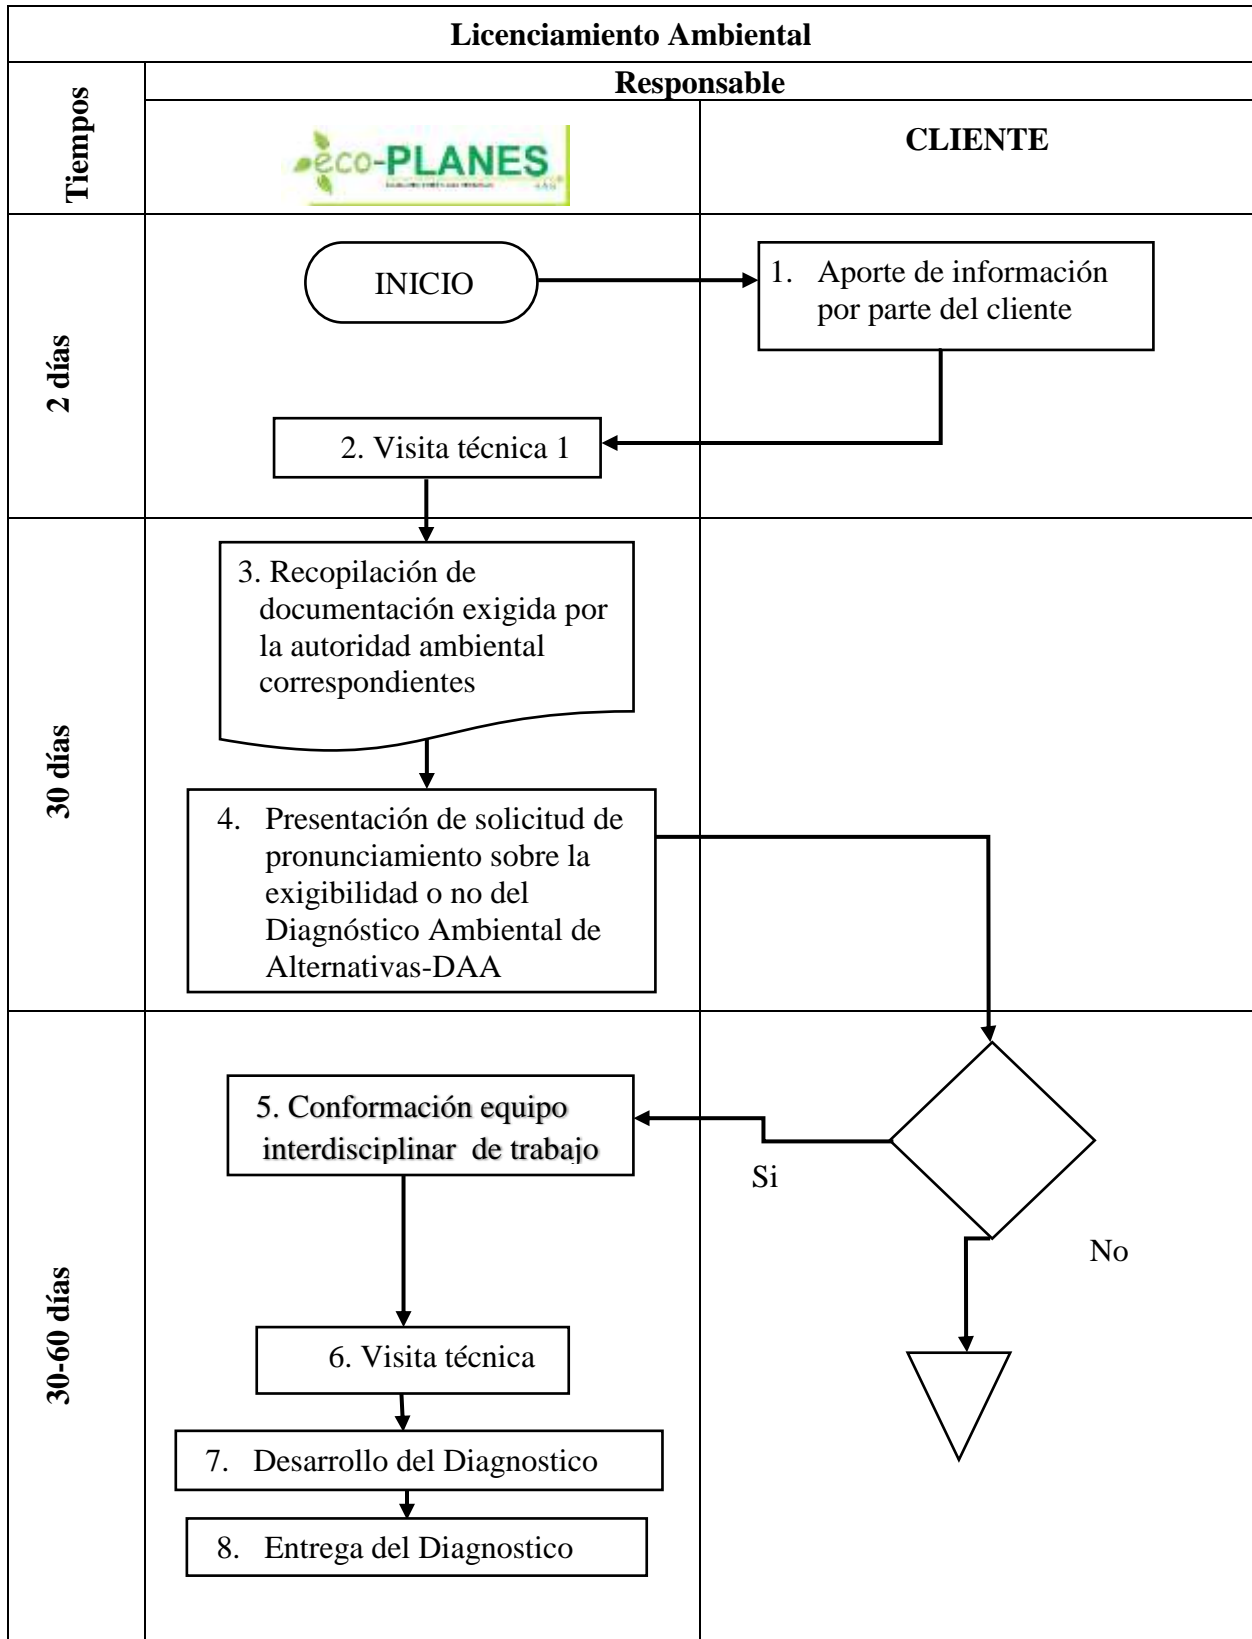 Licenciamiento Ambiental
Tiempos
Responsable
eco-PLANES
CLIENTE
2 días
INICIO
1. Aporte de información
por parte del cliente
2. Visita técnica 1
30 días
3. Recopilación de
documentación exigida por
la autoridad ambiental
correspondientes
4. Presentación de solicitud de
pronunciamiento sobre la
exigibilidad o no del
Diagnóstico Ambiental de
Alternativas-DAA
30-60 días
5. Conformación equipo
interdisciplinar de trabajo
Si
No
6. Visita técnica
7. Desarrollo del Diagnostico
8. Entrega del Diagnostico